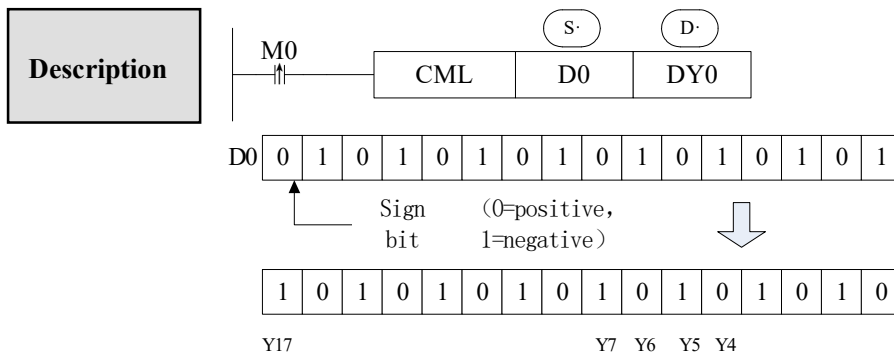 Description
M0
S· D·
CML D0 DY0
D0 0 1 0 1 0 1 0 1 0 1 0 1 0 1 0 1
Sign (0=positive,
bit 1=negative)
1 0 1 0 1 0 1 0 1 0 1 0 1 0 1 0
Y17 Y7 Y6 Y5 Y4